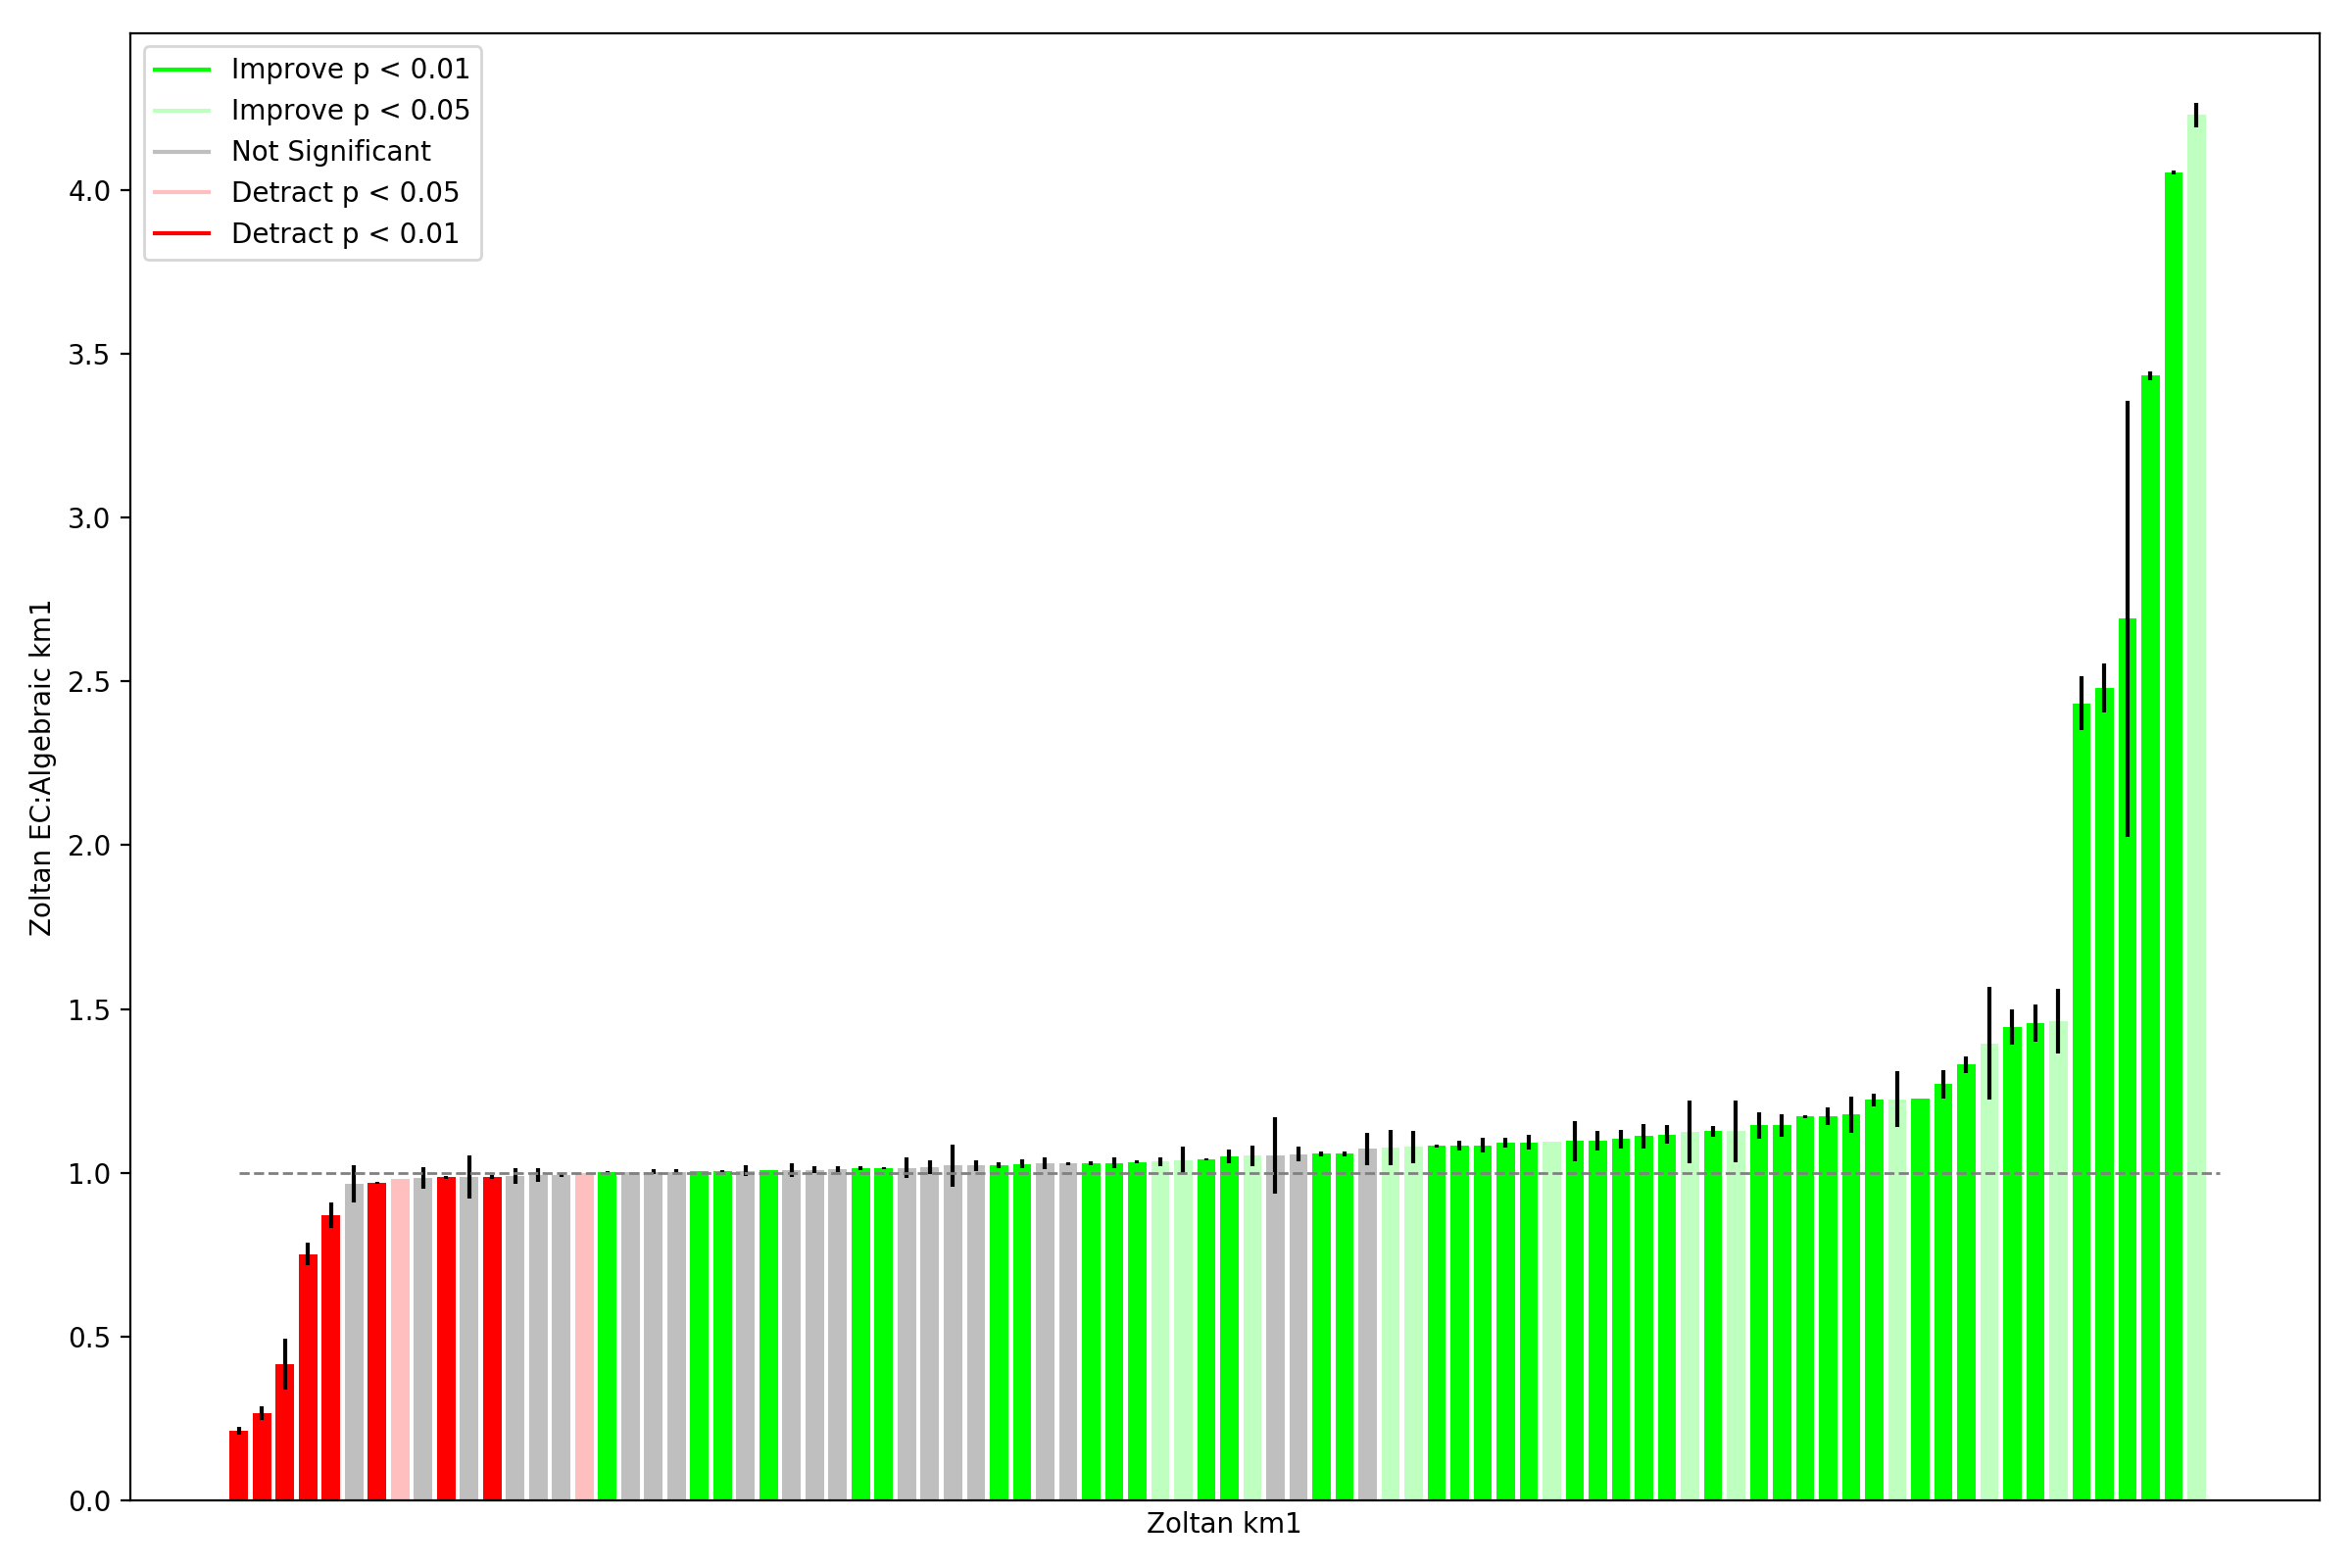 Improve p < 0.01
Improve p < 0.05
Not Significant
Detract p < 0.05
Detract p < 0.01
4.0
3.5
3.0
2.5
2.0
1.5
1.0
0.5
0.0
Zoltan EC:Algebraic km1
Zoltan km1